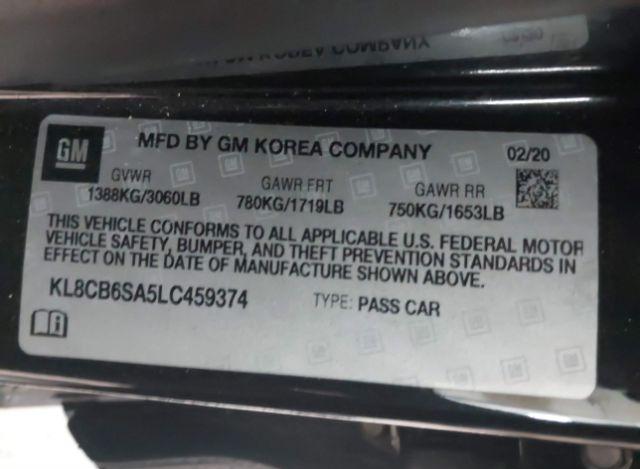 GM
MFD BY GM KOREA COMPANY 02/20
GVWR GAWR FRT GAWR RR
1388KG/3060LB 780KG/1719LB 750KG/1653LB
THIS VEHICLE CONFORMS TO ALL APPLICABLE U.S. FEDERAL MOTOR
VEHICLE SAFETY, BUMPER, AND THEFT PREVENTION STANDARDS IN
EFFECT ON THE DATE OF MANUFACTURE SHOWN ABOVE.
KL8CB6SA5LC459374 TYPE: PASS CAR